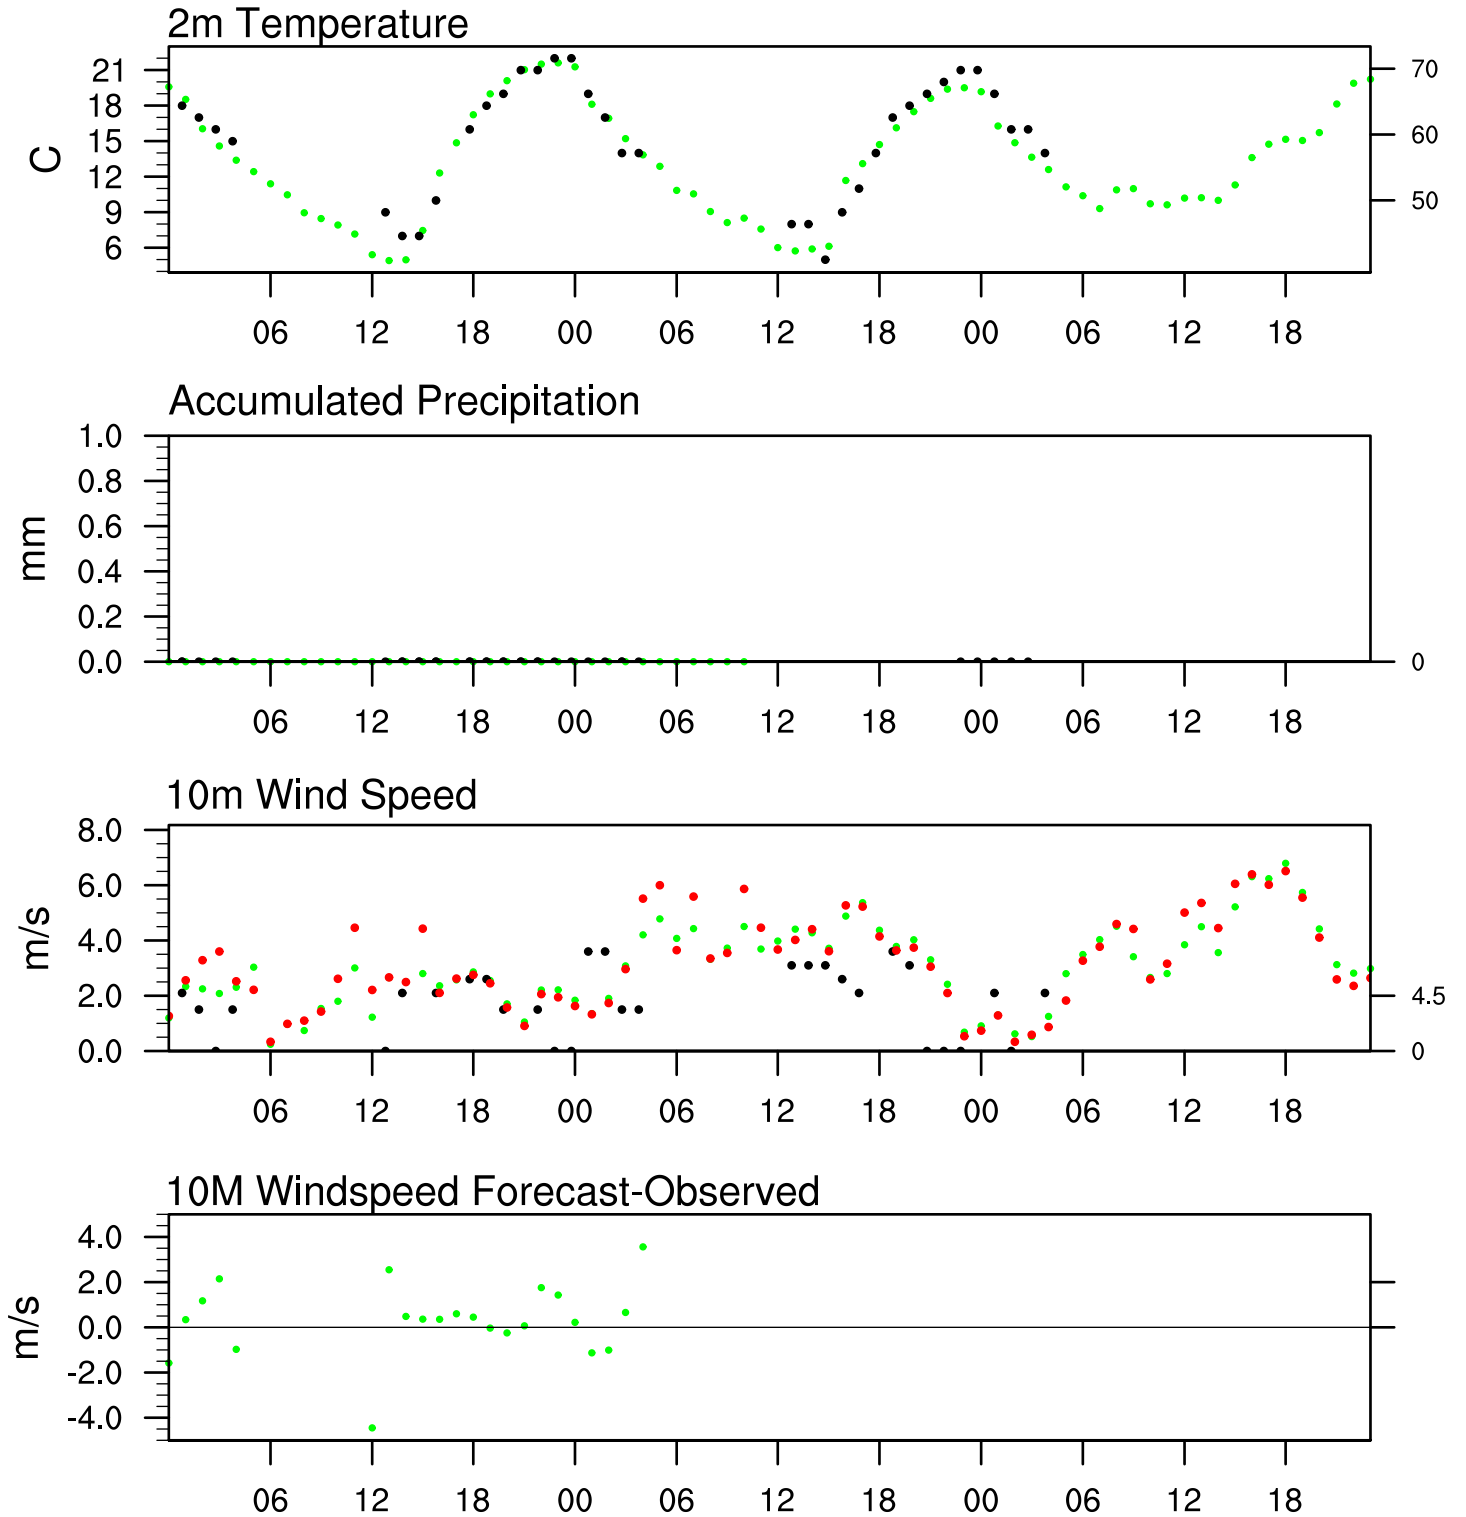 2m Temperature
21
18
15
12
9
6
C
70
60
50
06 12 18 00 06 12 18 00 06 12 18
Accumulated Precipitation
1.0
0.8
0.6
0.4
0.2
0.0
mm
0
06 12 18 00 06 12 18 00 06 12 18
10m Wind Speed
8.0
6.0
4.0
2.0
0.0
m/s
4.5
0
06 12 18 00 06 12 18 00 06 12 18
10M Windspeed Forecast-Observed
4.0
2.0
0.0
-2.0
-4.0
m/s
06 12 18 00 06 12 18 00 06 12 18